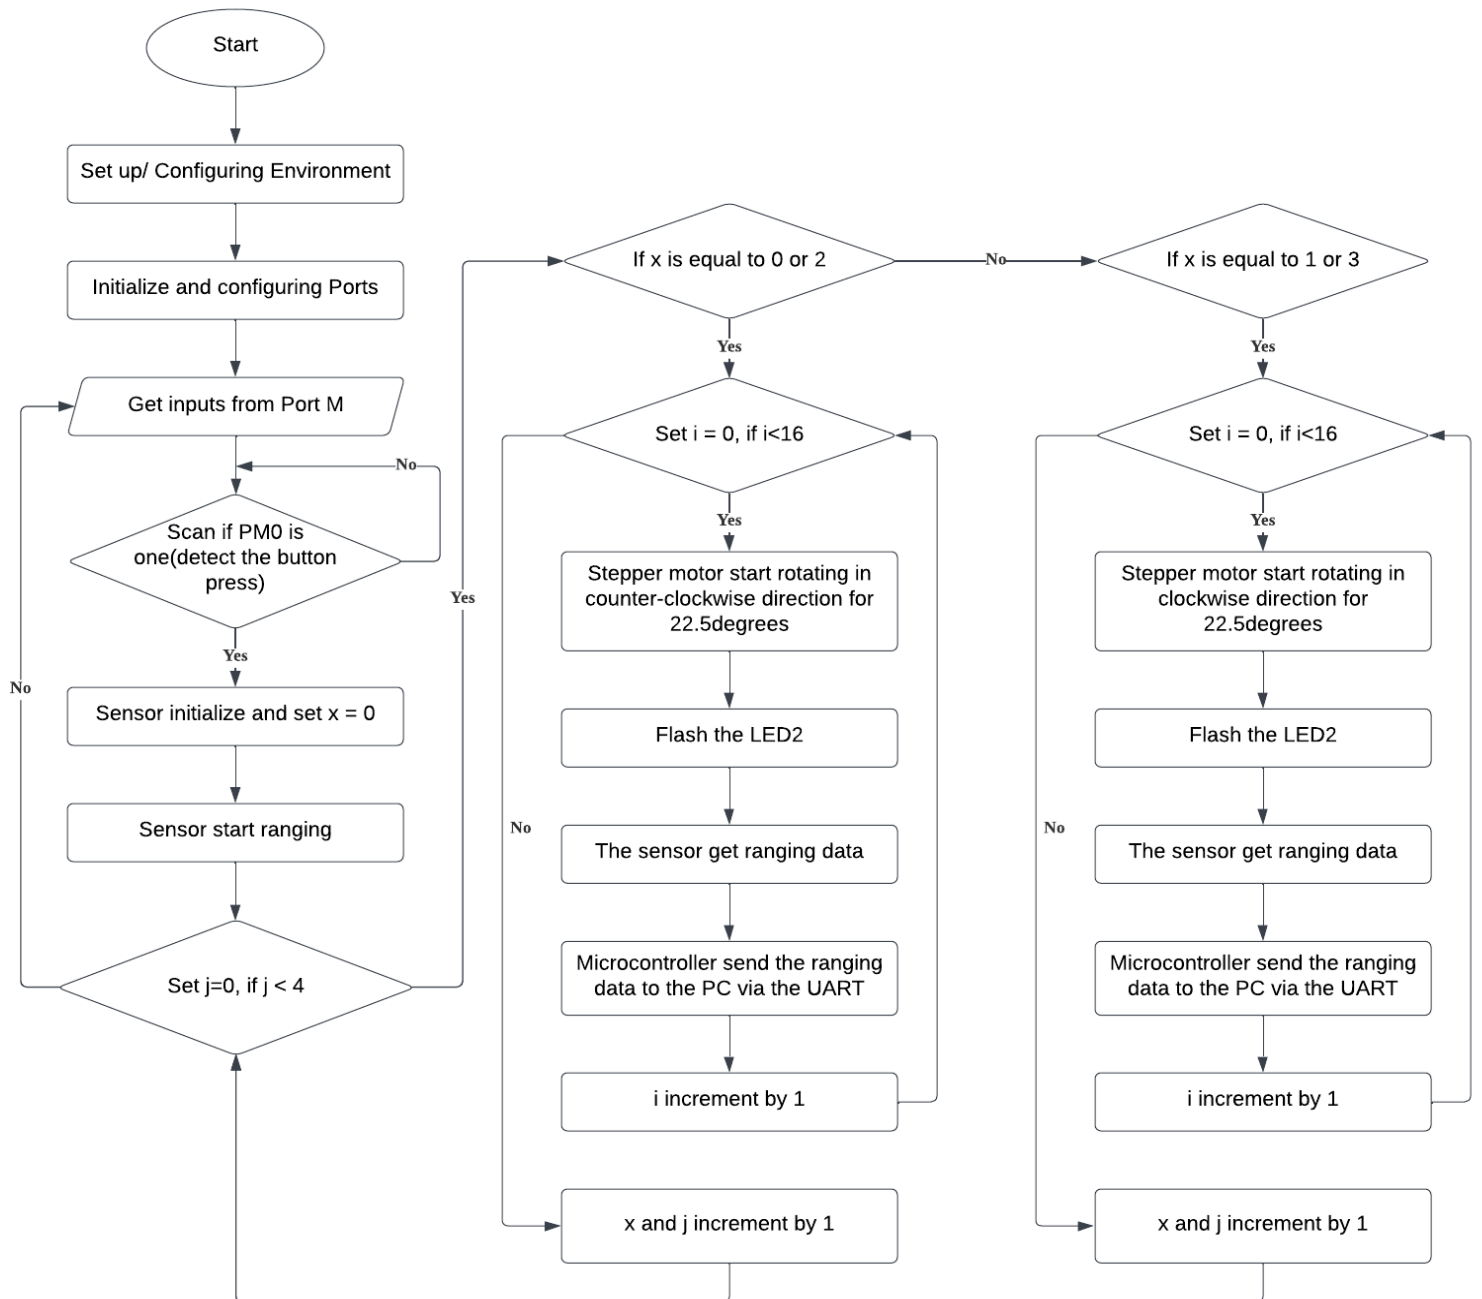 Start
Set up/ Configuring Environment
Initialize and configuring Ports
Get inputs from Port M
No
Scan if PM0 is
one(detect the button
press)
Yes
No
Sensor initialize and set x = 0
Sensor start ranging
Set j=0, if j < 4
Yes
If x is equal to 0 or 2
No
If x is equal to 1 or 3
Yes
Set i = 0, if i<16
Yes
Stepper motor start rotating in
counter-clockwise direction for
22.5degrees
Flash the LED2
No
The sensor get ranging data
Microcontroller send the ranging
data to the PC via the UART
i increment by 1
x and j increment by 1
Yes
Set i = 0, if i<16
Yes
Stepper motor start rotating in
clockwise direction for
22.5degrees
Flash the LED2
No
The sensor get ranging data
Microcontroller send the ranging
data to the PC via the UART
i increment by 1
x and j increment by 1